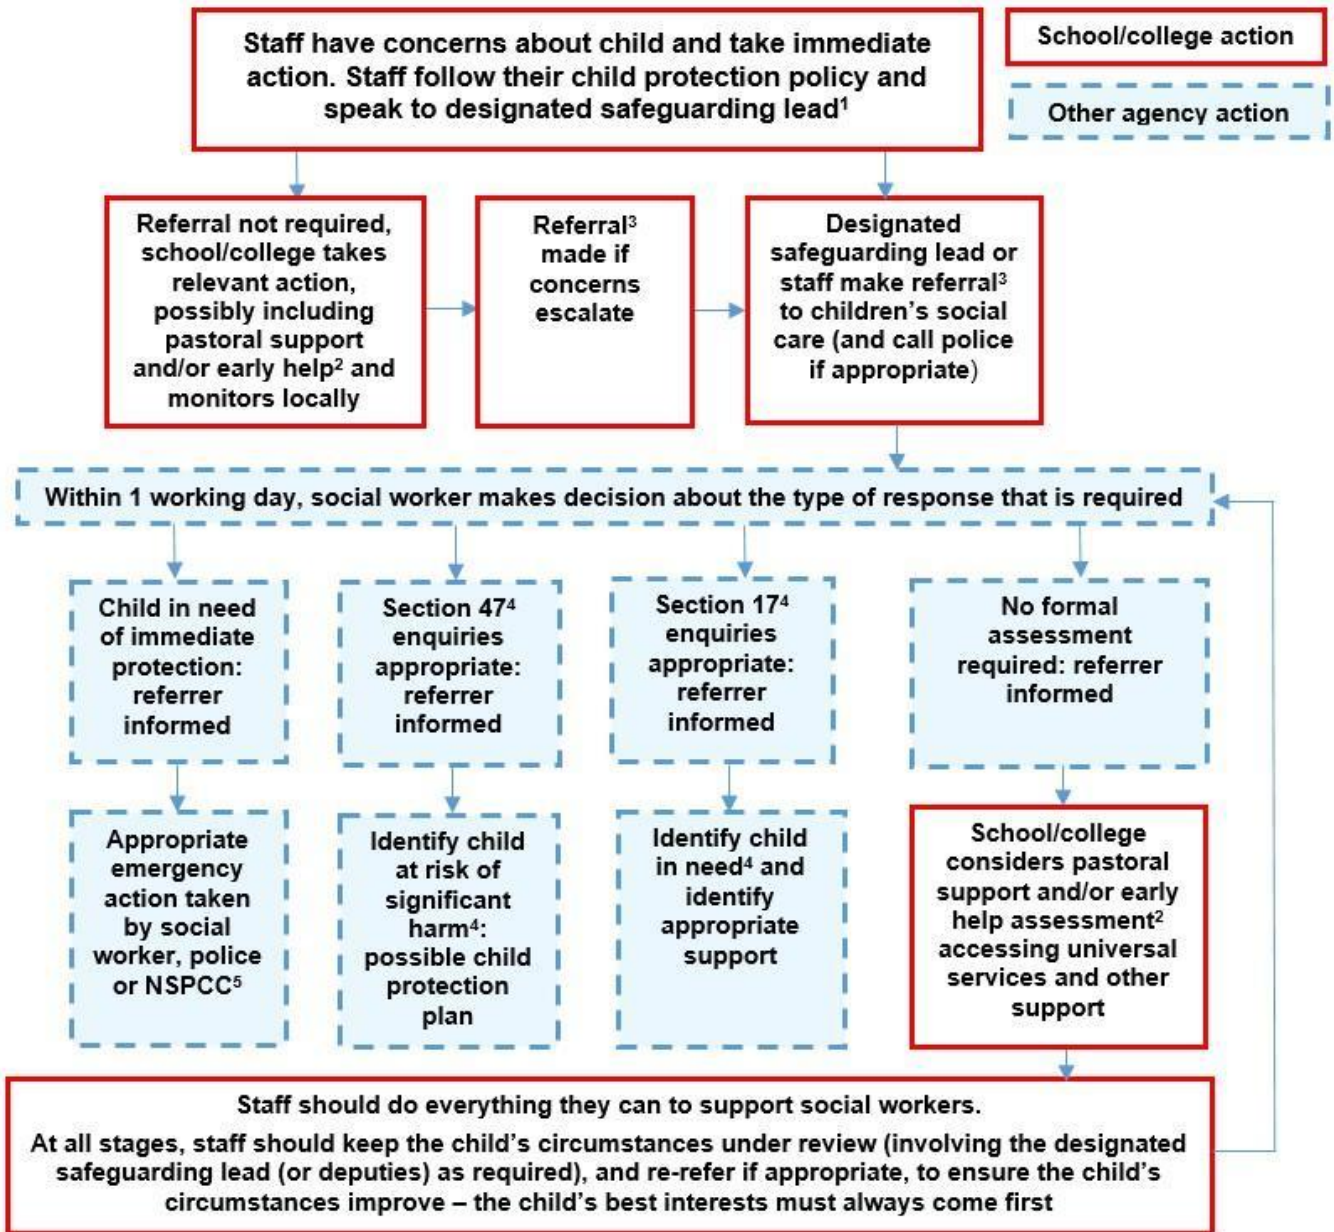 Staff have concerns about child and take immediate
action. Staff follow their child protection policy and
speak to designated safeguarding lead¹
School/college action
Other agency action
Referral not required,
school/college takes
relevant action,
possibly including
pastoral support
and/or early help² and
monitors locally
Referral³
made if
concerns
escalate
Designated
safeguarding lead or
staff make referral³
to children’s social
care (and call police
if appropriate)
Within 1 working day, social worker makes decision about the type of response that is required
Child in need
of immediate
protection:
referrer
informed
Section 47⁴
enquiries
appropriate:
referrer
informed
Section 17⁴
enquiries
appropriate:
referrer
informed
No formal
assessment
required: referrer
informed
Appropriate
emergency
action taken
by social
worker, police
or NSPCC⁵
Identify child
at risk of
significant
harm⁴:
possible child
protection
plan
Identify child
in need⁴ and
identify
appropriate
support
School/college
considers pastoral
support and/or early
help assessment²
accessing universal
services and other
support
Staff should do everything they can to support social workers.
At all stages, staff should keep the child’s circumstances under review (involving the designated
safeguarding lead (or deputies) as required), and re-refer if appropriate, to ensure the child’s
circumstances improve – the child’s best interests must always come first